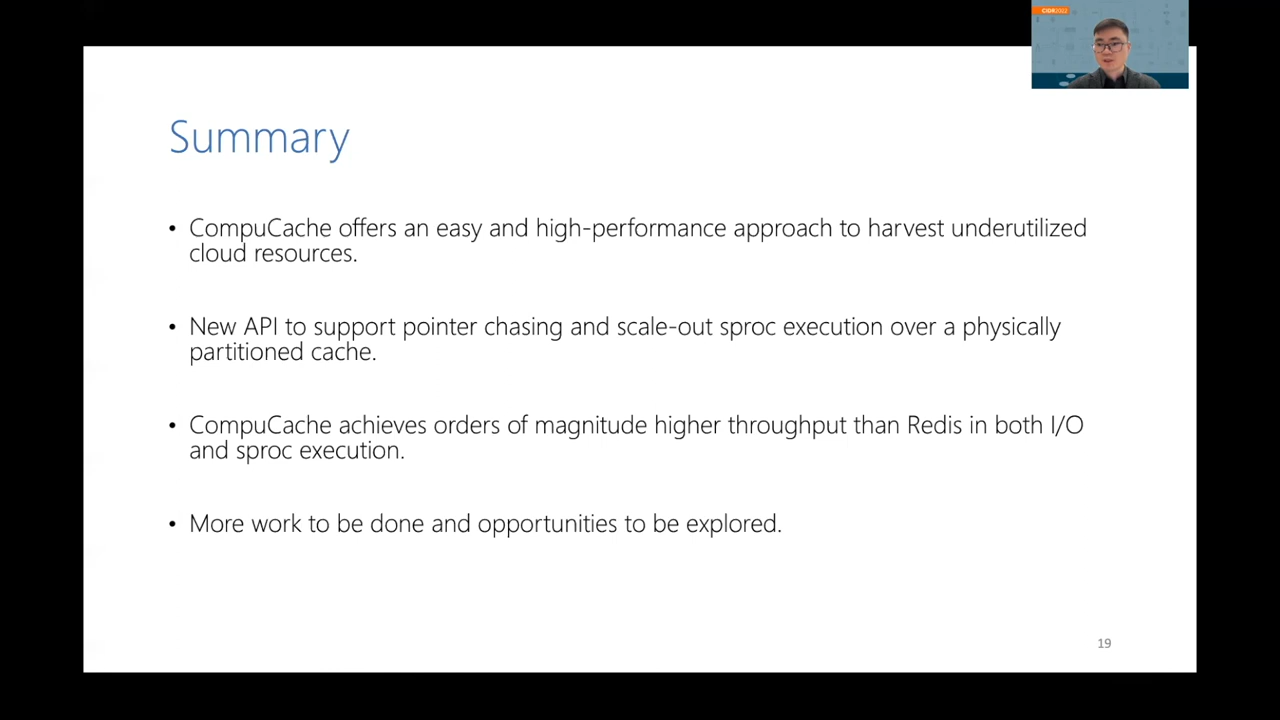 CIDR2022
Summary
• CompuCache offers an easy and high-performance approach to harvest underutilized
cloud resources.
• New API to support pointer chasing and scale-out sproc execution over a physically
partitioned cache.
• CompuCache achieves orders of magnitude higher throughput than Redis in both I/O
and sproc execution.
• More work to be done and opportunities to be explored.
19